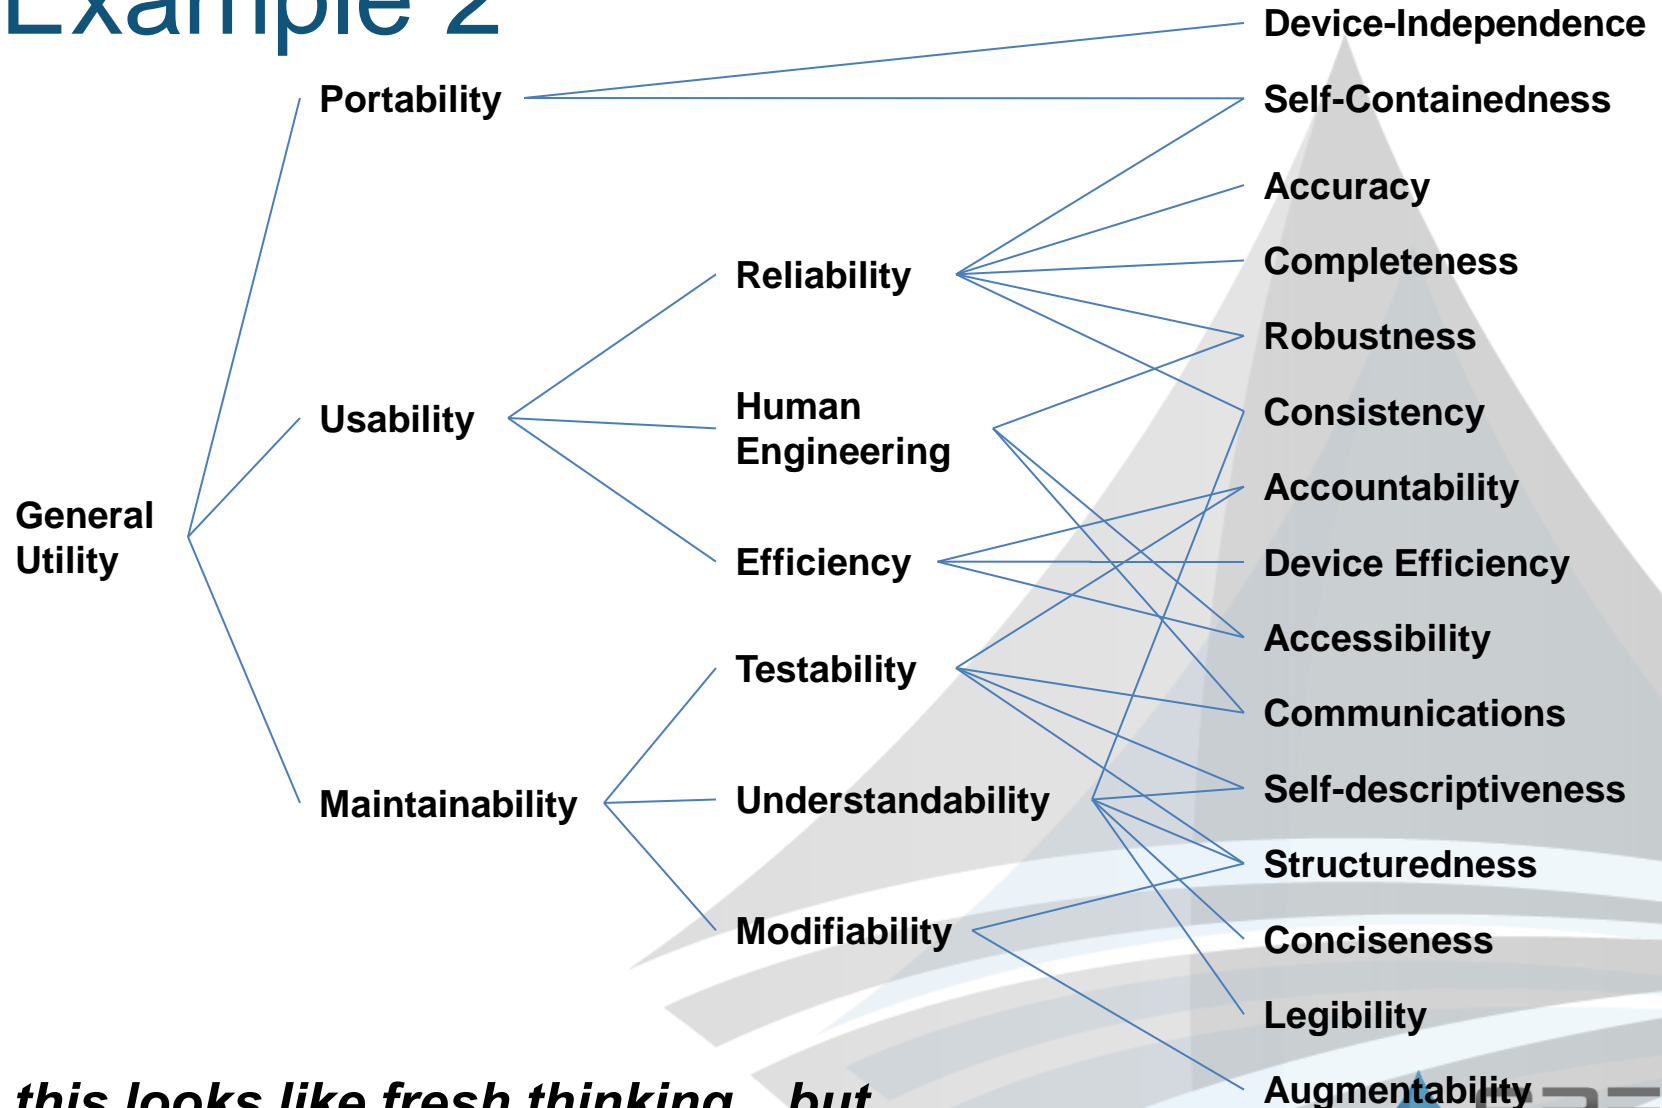 Example 2
Device-Independence
Portability
Self-Containedness
Accuracy
Completeness
Reliability
Robustness
Human
Engineering
Usability
Consistency
Accountability
General
Utility
Efficiency
Device Efficiency
Accessibility
Testability
Communications
Maintainability
Understandability
Self-descriptiveness
Structuredness
Modifiability
Conciseness
Legibility
Augmentability
this looks like fresh thinking but